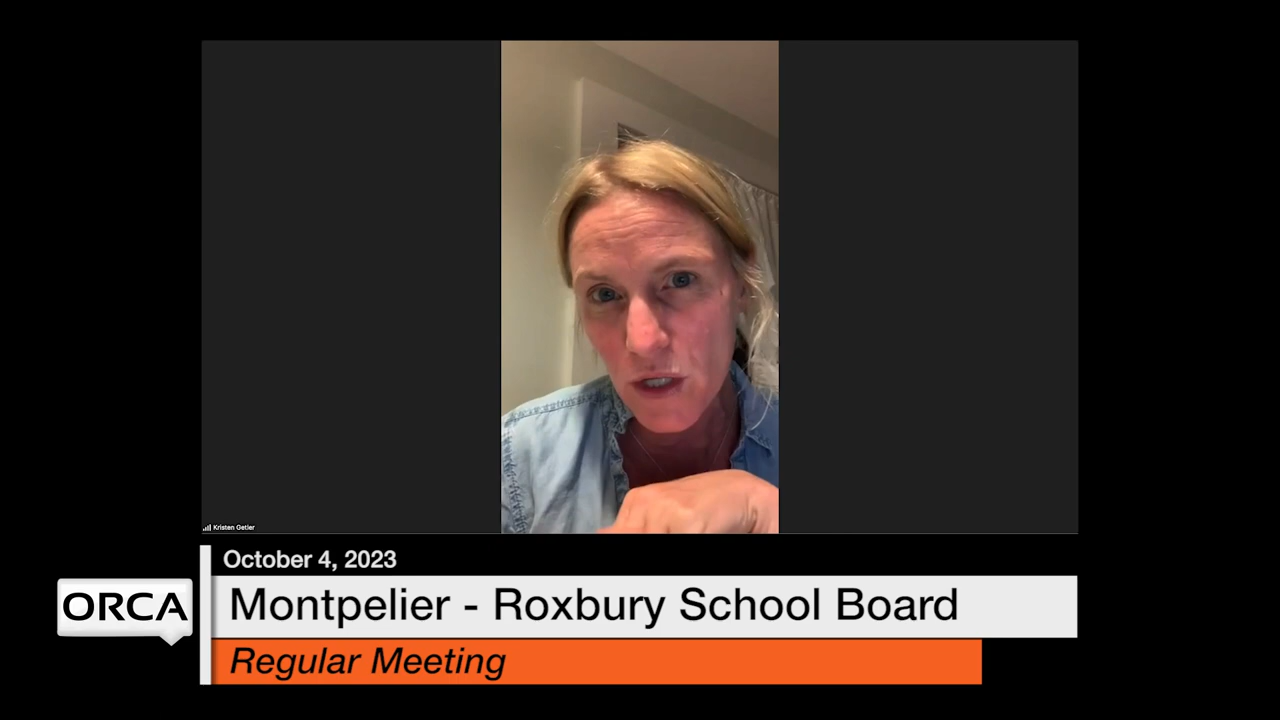 Kristen Getler
October 4, 2023
ORCA
Montpelier - Roxbury School Board
Regular Meeting